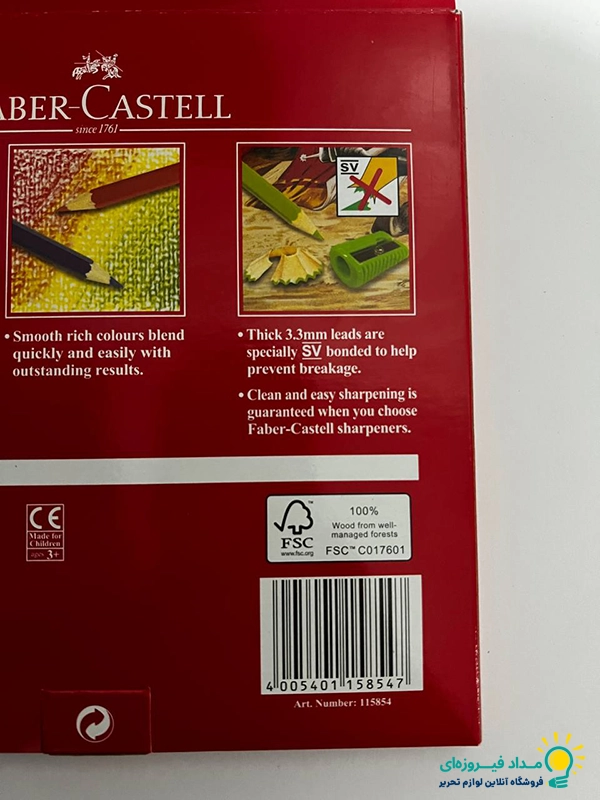 ABER-CASTELL
since 1761
SV
• Smooth rich colours blend
quickly and easily with
outstanding results.
• Thick 3.3mm leads are
specially SV bonded to help
prevent breakage.
• Clean and easy sharpening is
guaranteed when you choose
Faber-Castell sharpeners.
CE
Made for
Children
ages 3+
FSC™
www.fsc.org
100%
Wood from well-
managed forests
FSC™ C017601
4 005401 158547
Art. Number: 115854
مداد فیروزه‌ای
فروشگاه آنلاین لوازم تحریر